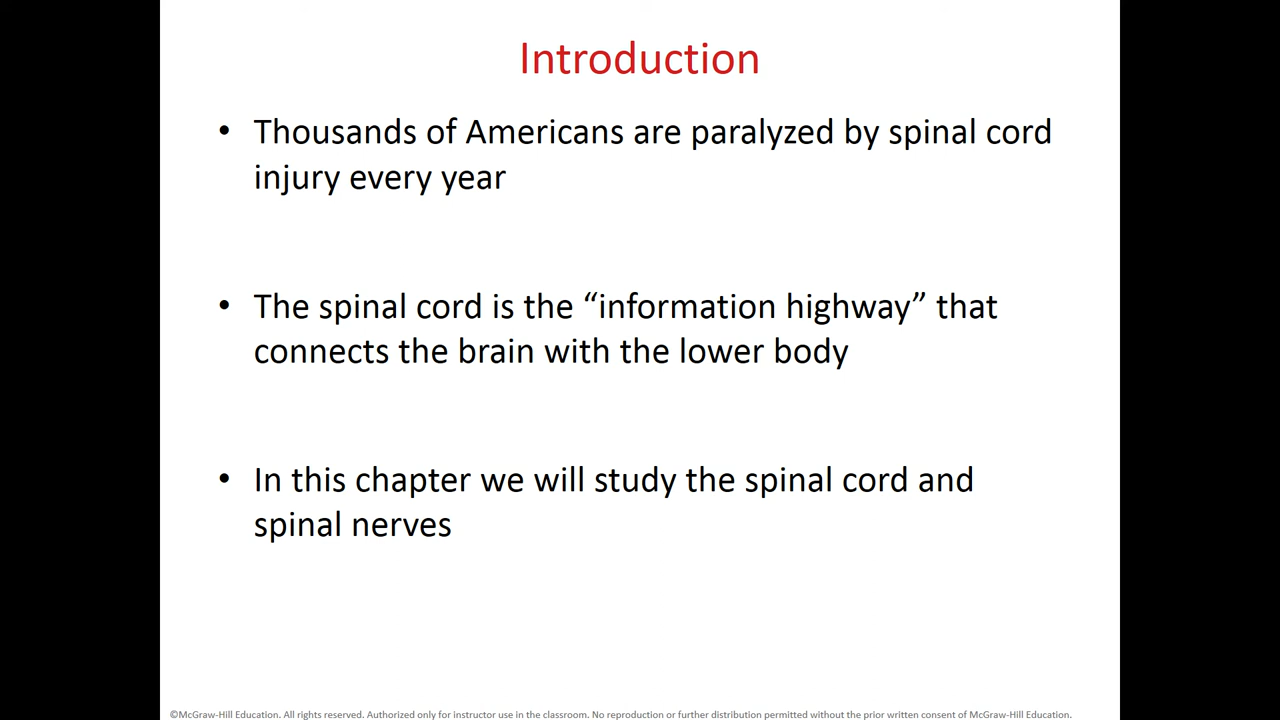 Introduction
• Thousands of Americans are paralyzed by spinal cord
injury every year
• The spinal cord is the “information highway” that
connects the brain with the lower body
• In this chapter we will study the spinal cord and
spinal nerves
©McGraw-Hill Education. All rights reserved. Authorized only for instructor use in the classroom. No reproduction or further distribution permitted without the prior written consent of McGraw-Hill Education.